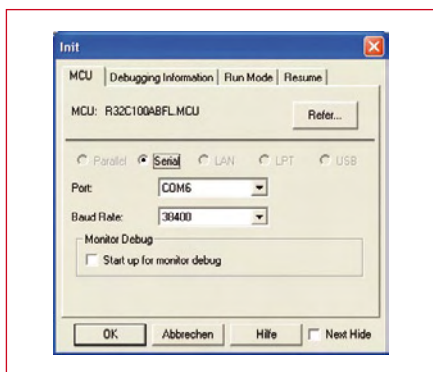 Init
MCU Debugging Information Run Mode Resume
MCU: R32C100ABFL.MCU Refer...
Parallel Serial LAN LPT USB
Port: COM6
Baud Rate: 38400
Monitor Debug
Start up for monitor debug
OK Abbrechen Hilfe Next Hide